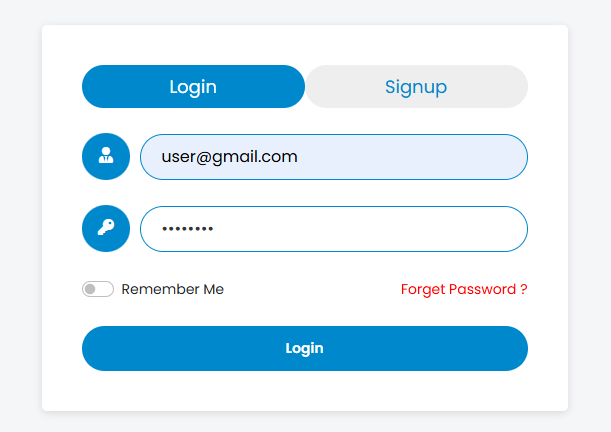 Login Signup
user@gmail.com
••••••••
Remember Me Forget Password ?
Login